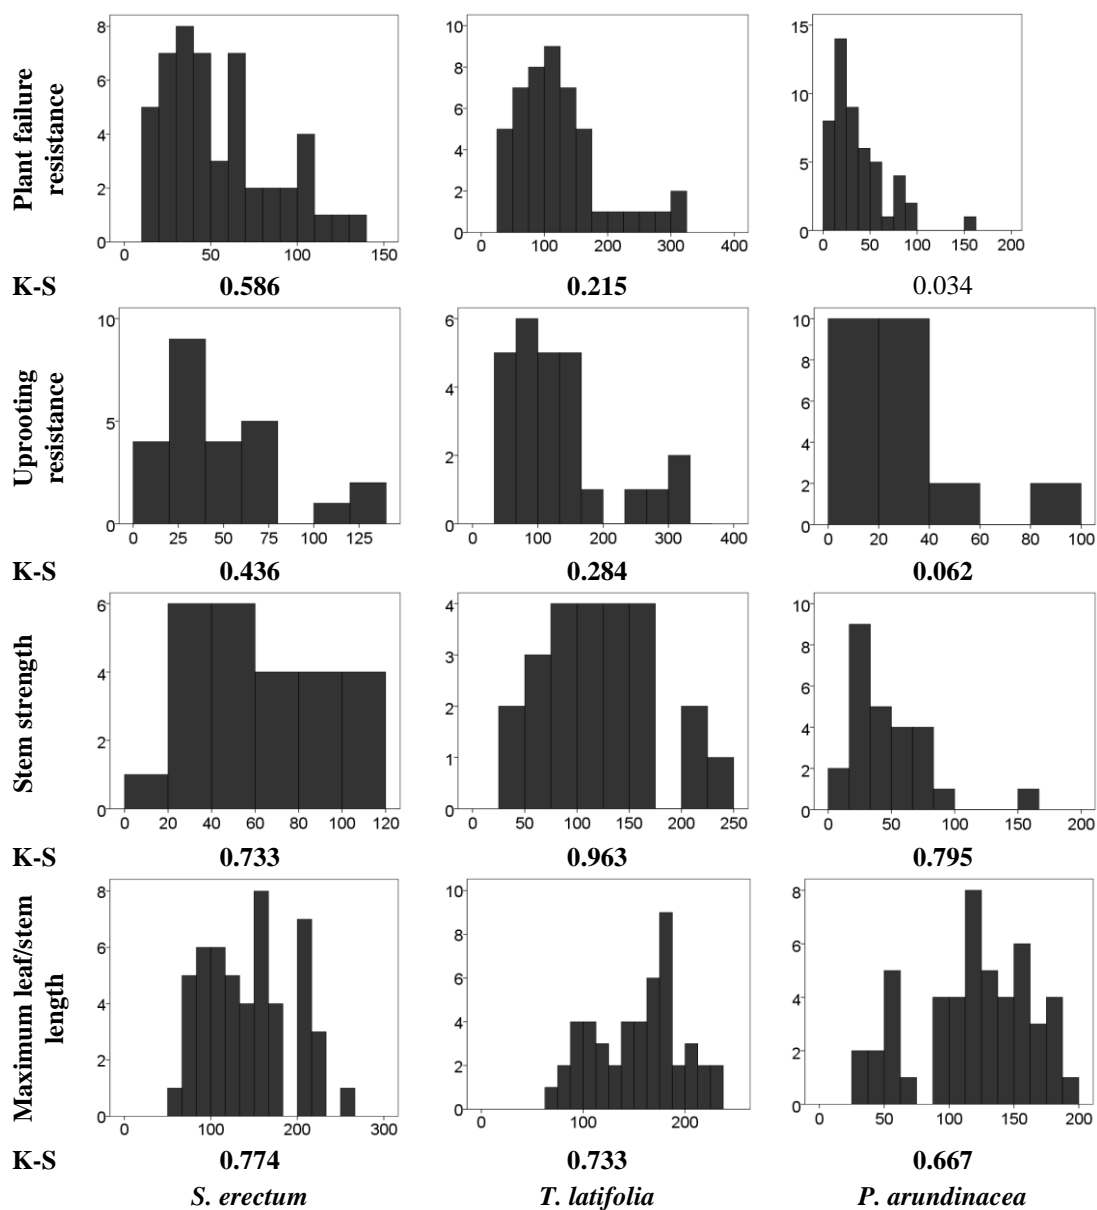 Plant failure
resistance
8
6
4
2
0
0 50 100 150
10
8
6
4
2
0
0 100 200 300 400
15
10
5
0
0 50 100 150 200
K-S 0.586 0.215 0.034
Uprooting
resistance
10
5
0
0 25 50 75 100 125
6
4
2
0
0 100 200 300 400
10
8
6
4
2
0
0 20 40 60 80 100
K-S 0.436 0.284 0.062
Stem strength
6
4
2
0
0 20 40 60 80 100 120
4
3
2
1
0
0 50 100 150 200 250
10
8
6
4
2
0
0 50 100 150 200
K-S 0.733 0.963 0.795
Maximum leaf/stem
length
8
6
4
2
0
0 100 200 300
10
8
6
4
2
0
0 100 200
8
6
4
2
0
0 50 100 150 200
K-S 0.774 0.733 0.667
S. erectum T. latifolia P. arundinacea